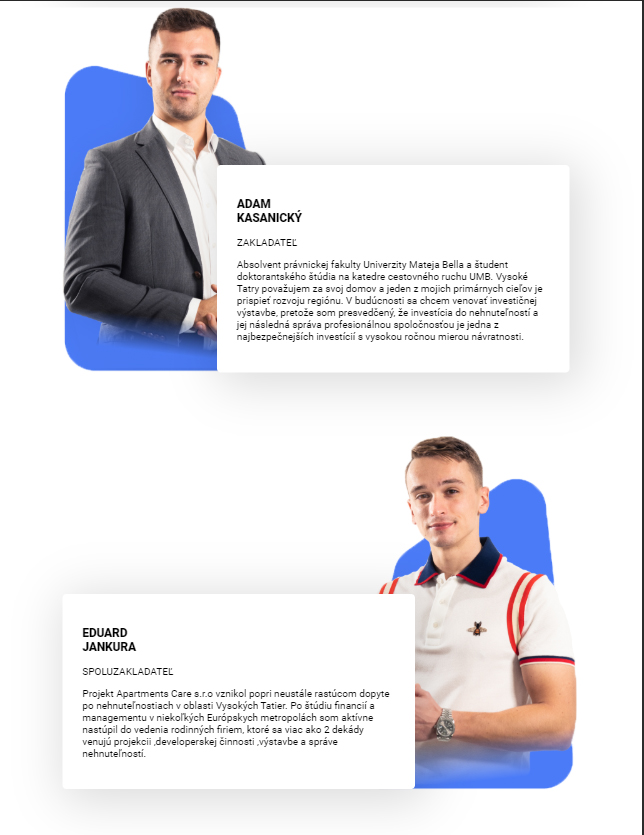 ADAM
KASANICKÝ
ZAKLADATEĽ
Absolvent právnickej fakulty Univerzity Mateja Bella a študent
doktorantského štúdia na katedre cestovného ruchu UMB. Vysoké
Tatry považujem za svoj domov a jeden z mojich primárnych cieľov je
prispieť rozvoju regiónu. V budúcnosti sa chcem venovať investičnej
výstavbe, pretože som presvedčený, že investícia do nehnuteľností a
jej následná správa profesionálnou spoločnosťou je jedna z
najbezpečnejších investícií s vysokou ročnou mierou návratnosti.
EDUARD
JANKURA
SPOLUZAKLADATEĽ
Projekt Apartments Care s.r.o vznikol popri neustále rastúcom dopyte
po nehnuteľnostiach v oblasti Vysokých Tatier. Po štúdiu financií a
managementu v niekoľkých Európskych metropolách som aktívne
nastúpil do vedenia rodinných firiem, ktoré sa viac ako 2 dekády
venujú projekcii ,developerskej činnosti ,výstavbe a správe
nehnuteľností.